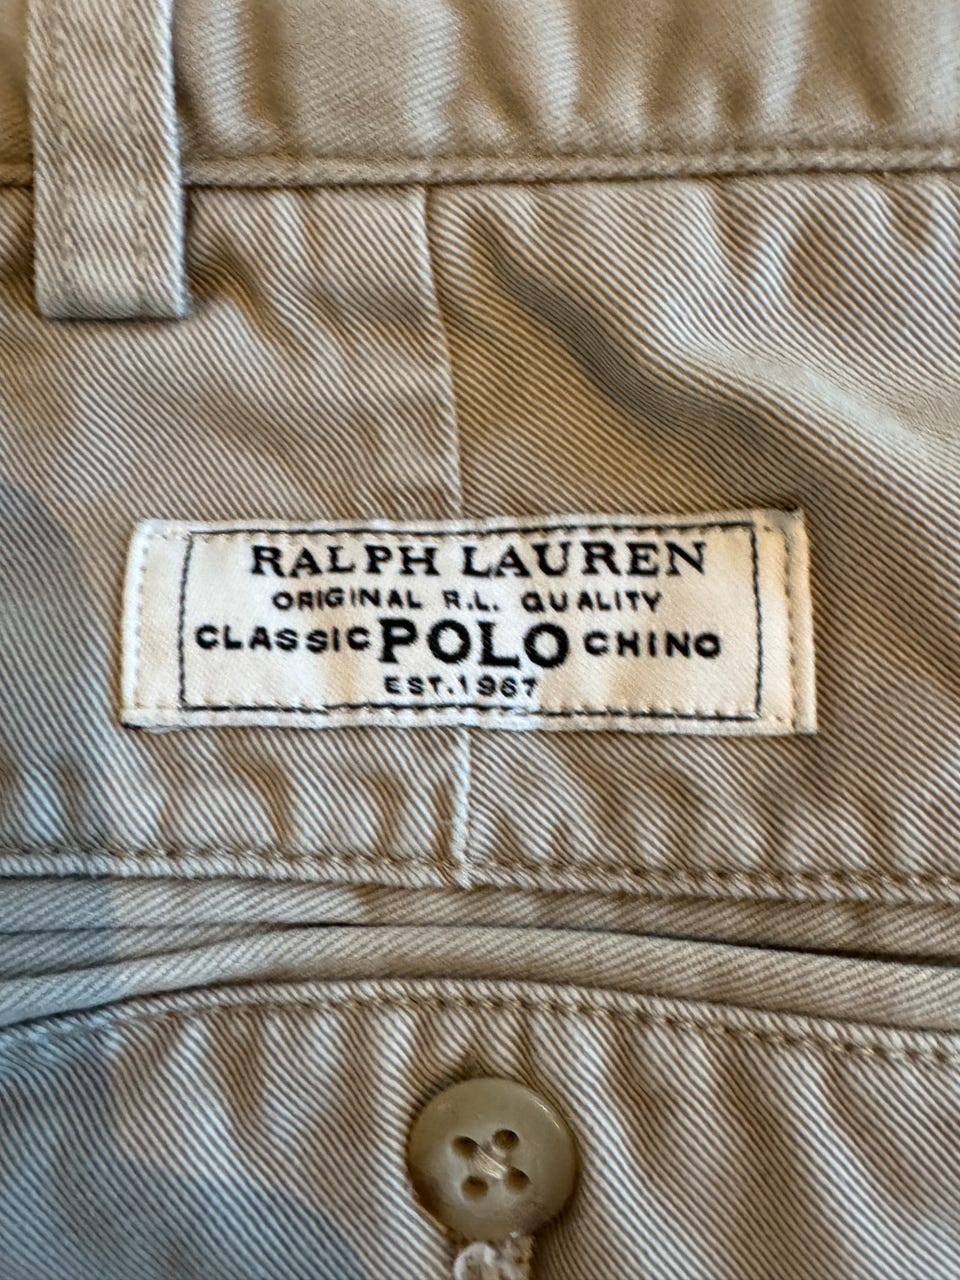 RALPH LAUREN
ORIGINAL R.L. QUALITY
CLASSIC POLO CHINO
EST. 1967